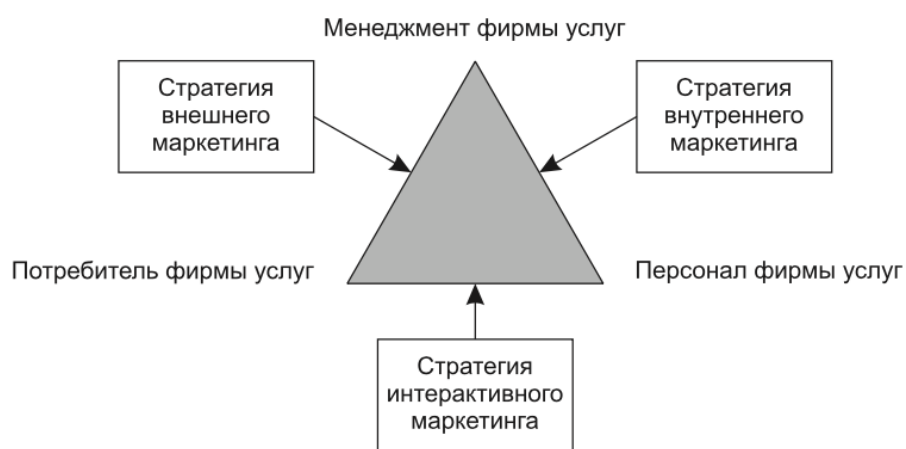 Менеджмент фирмы услуг
Стратегия
внешнего
маркетинга
Стратегия
внутреннего
маркетинга
Потребитель фирмы услуг
Персонал фирмы услуг
Стратегия
интерактивного
маркетинга